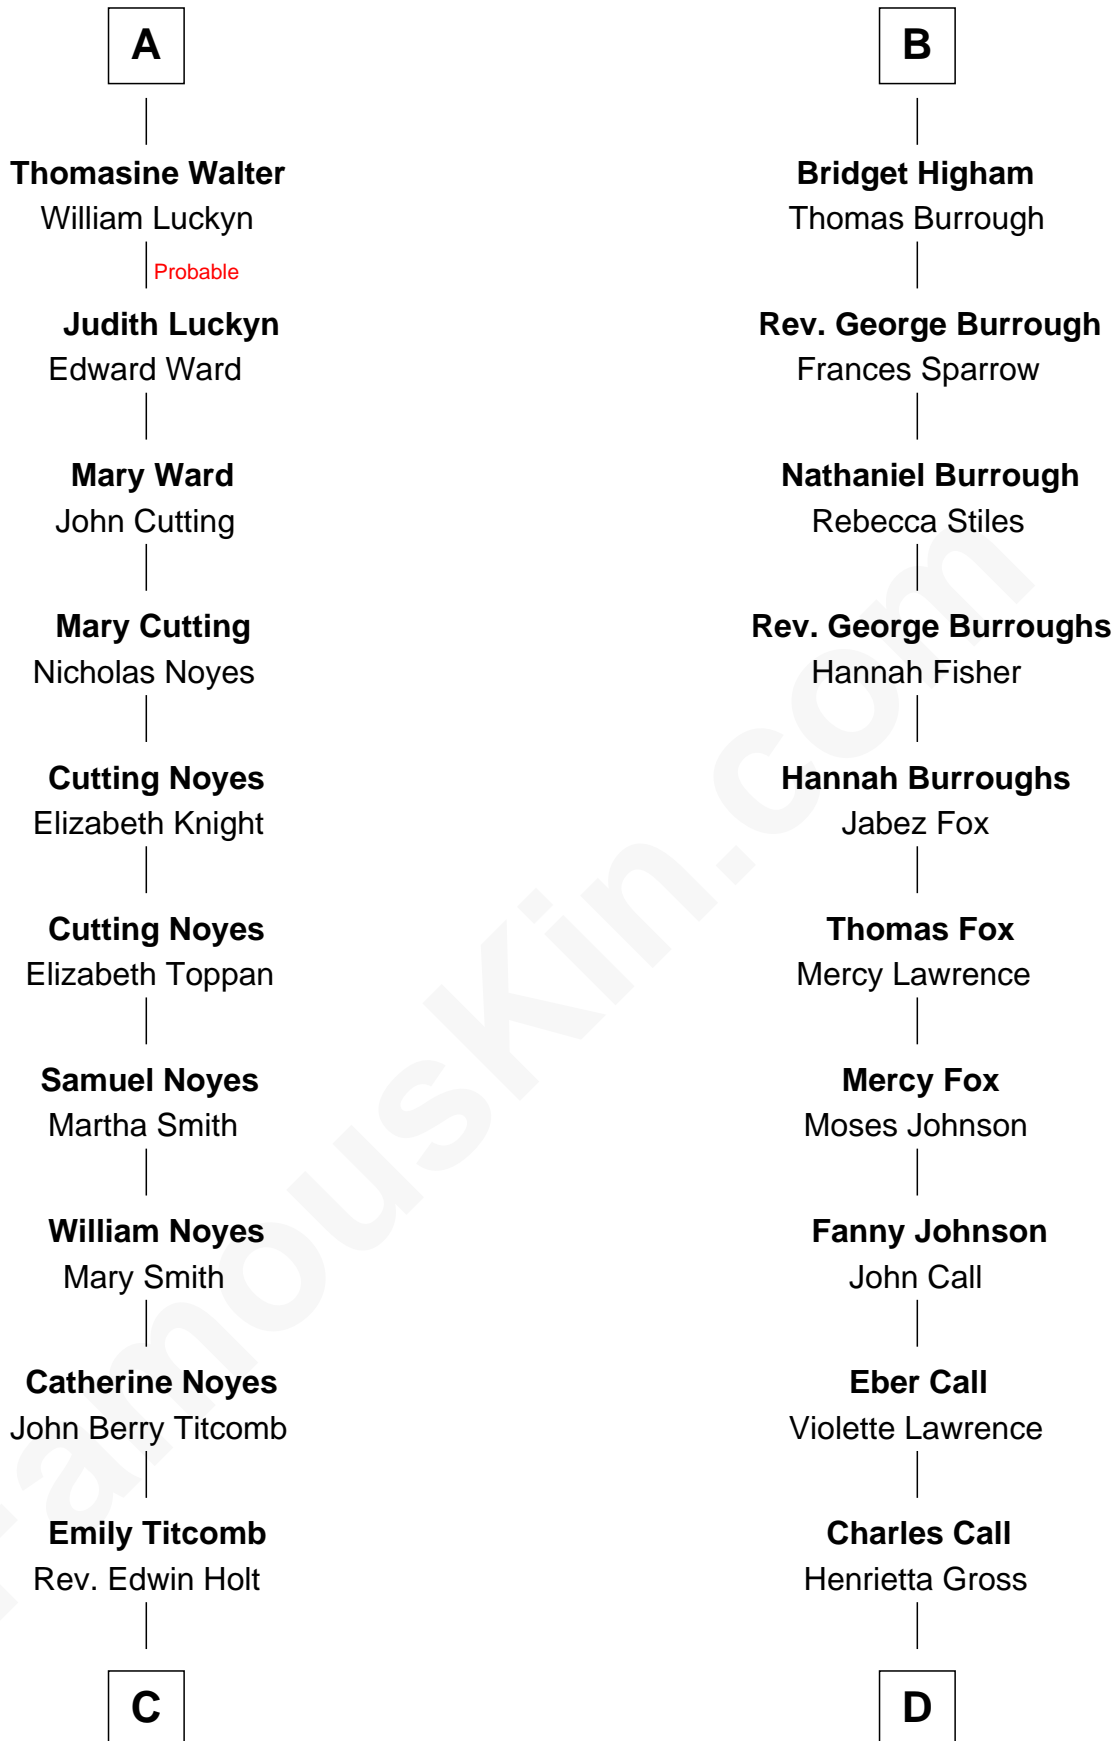 A
Thomasine Walter
William Luckyn
Probable
Judith Luckyn
Edward Ward
Mary Ward
John Cutting
Mary Cutting
Nicholas Noyes
Cutting Noyes
Elizabeth Knight
Cutting Noyes
Elizabeth Toppan
Samuel Noyes
Martha Smith
William Noyes
Mary Smith
Catherine Noyes
John Berry Titcomb
Emily Titcomb
Rev. Edwin Holt
C
B
Bridget Higham
Thomas Burrough
Rev. George Burrough
Frances Sparrow
Nathaniel Burrough
Rebecca Stiles
Rev. George Burroughs
Hannah Fisher
Hannah Burroughs
Jabez Fox
Thomas Fox
Mercy Lawrence
Mercy Fox
Moses Johnson
Fanny Johnson
John Call
Eber Call
Violette Lawrence
Charles Call
Henrietta Gross
D
FamousKin.com